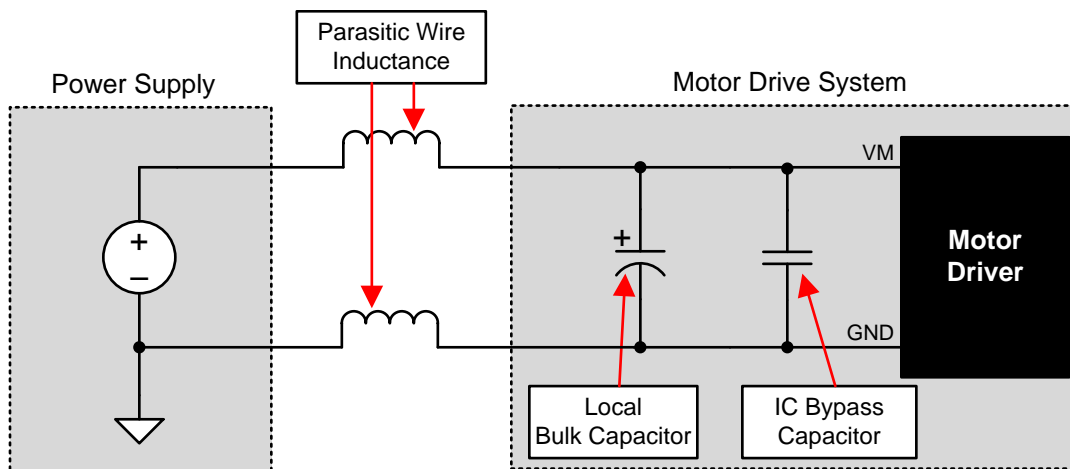 Parasitic Wire
Inductance
Power Supply
Motor Drive System
VM
+
–
+
Motor
Driver
GND
Local
Bulk Capacitor
IC Bypass
Capacitor